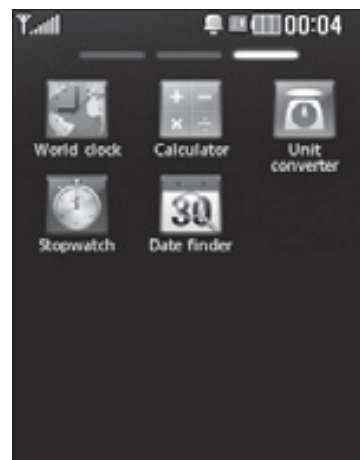 00:04
World clock
Calculator
Unit
converter
Stopwatch
Date finder
30